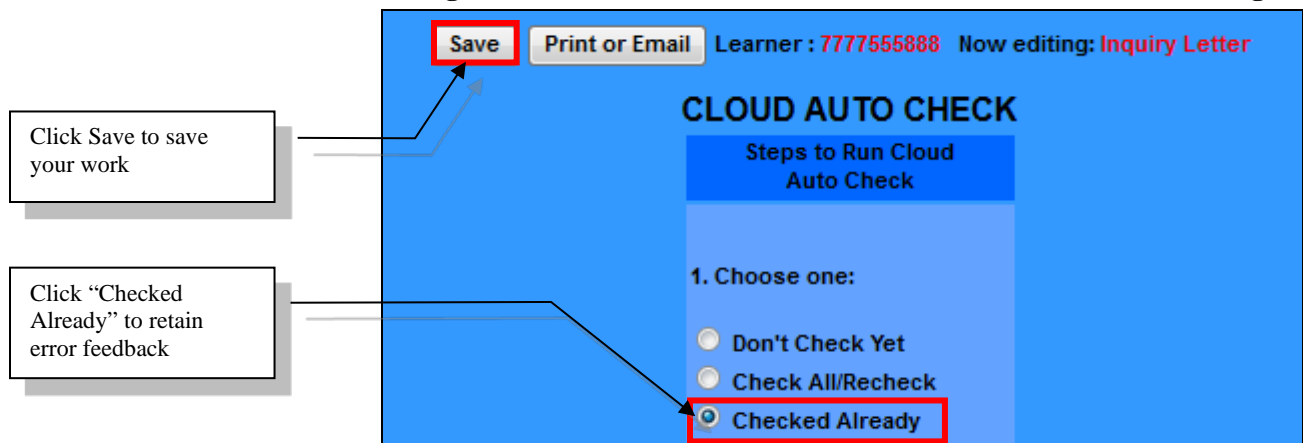 Save Print or Email Learner : 7777555888 Now editing: Inquiry Letter
CLOUD AUTO CHECK
Click Save to save
your work
Steps to Run Cloud
Auto Check
1. Choose one:
Click “Checked
Already” to retain
error feedback
Don't Check Yet
Check All/Recheck
Checked Already